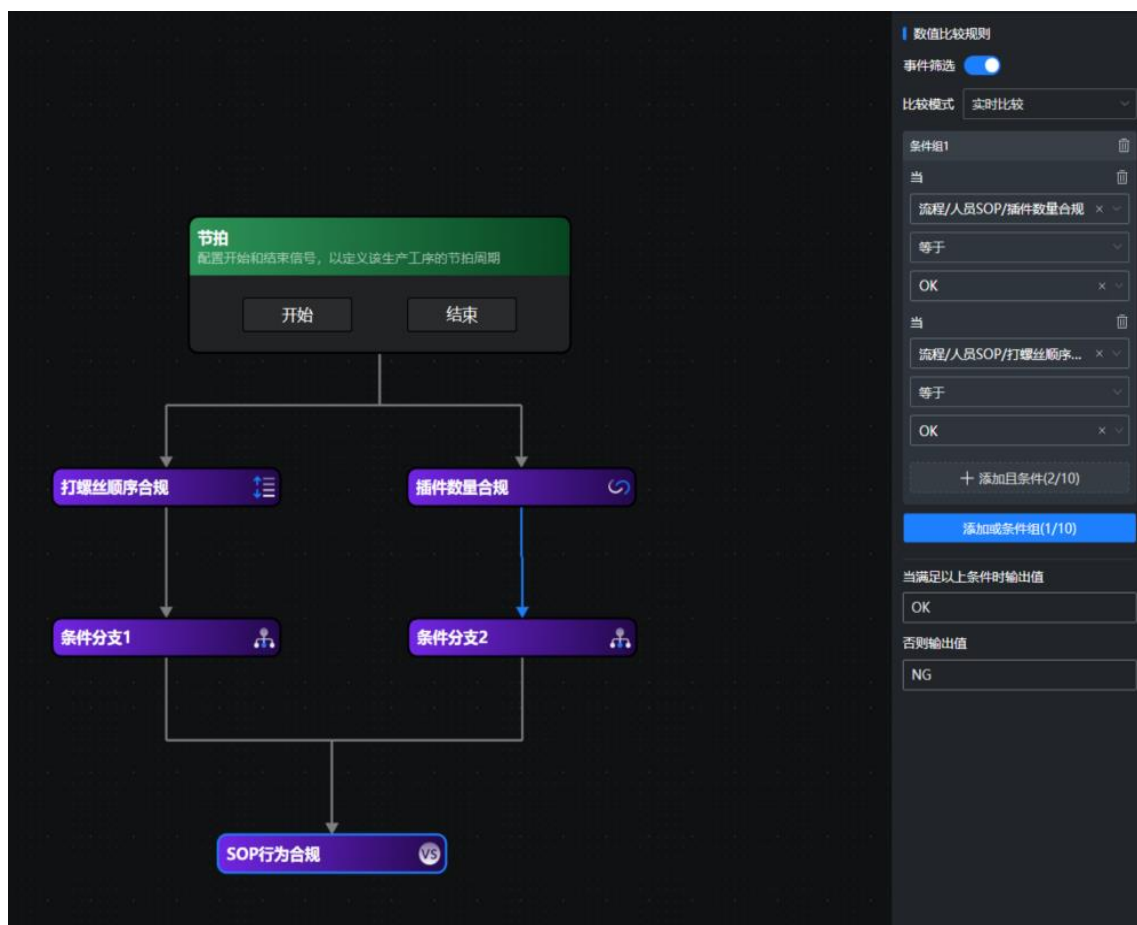 节拍
配置开始和结束信号，以定义该生产工序的节拍周期
开始
结束
打螺丝顺序合规
插件数量合规
条件分支1
条件分支2
SOP行为合规
VS
数值比较规则
事件筛选
比较模式
实时比较
条件组1
当
流程/人员SOP/插件数量合规
等于
OK
当
流程/人员SOP/打螺丝顺序...
等于
OK
+ 添加且条件(2/10)
添加或条件组(1/10)
当满足以上条件时输出值
OK
否则输出值
NG